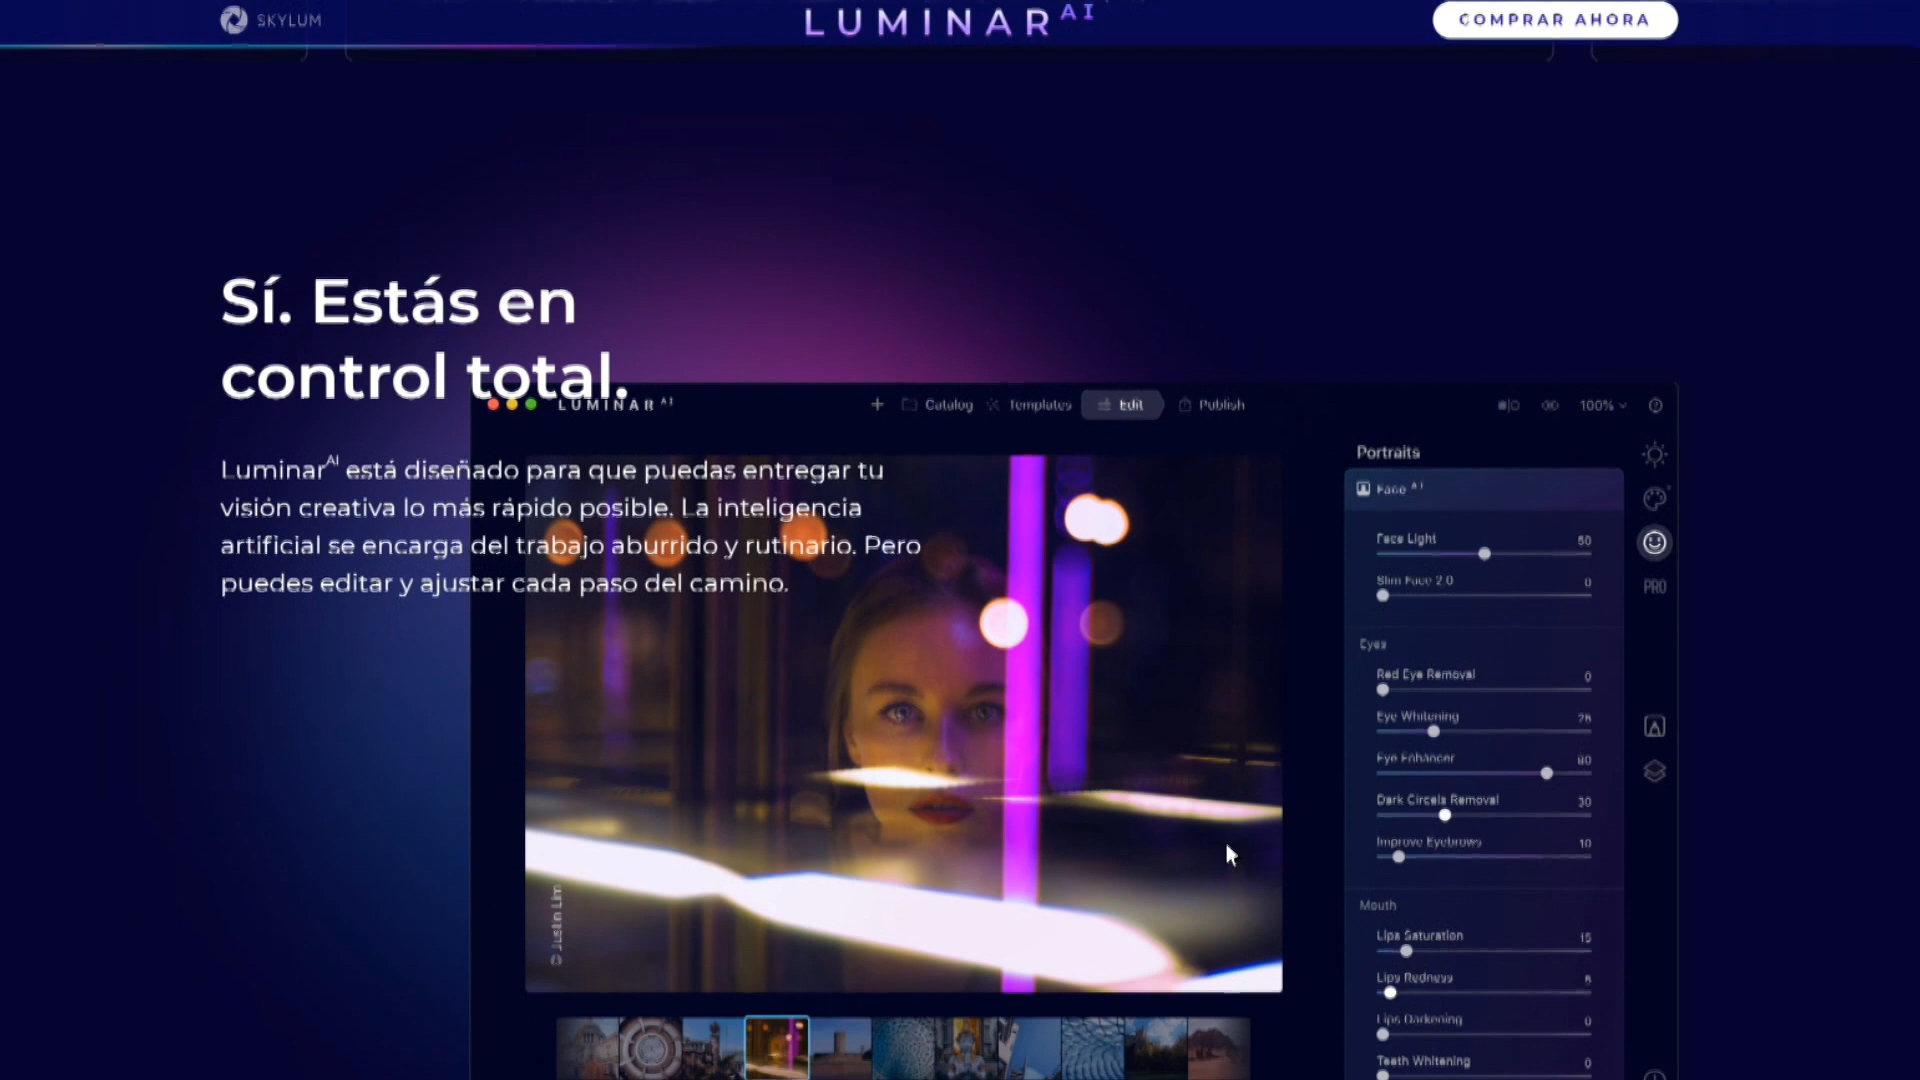 SKYLUM
LUMINAR AI
COMPRAR AHORA
Sí. Estás en
control total.
Luminar AI está diseñado para que puedas entregar tu
visión creativa lo más rápido posible. La inteligencia
artificial se encarga del trabajo aburrido y rutinario. Pero
puedes editar y ajustar cada paso del camino.
LUMINAR AI
Catalog
Templates
Edit
Publish
100%
Portraits
Face AI
Face Light 50
Slim Face 2.0 0
PRO
Eyes
Red Eye Removal 0
Eye Whitening
Eye Enhancer 80
Dark Circels Removal 30
Improve Eyebrows 10
Mouth
Lips Saturation 15
Lips Redness
Lips Darkening 0
Teeth Whitening 0
© Justin Lim